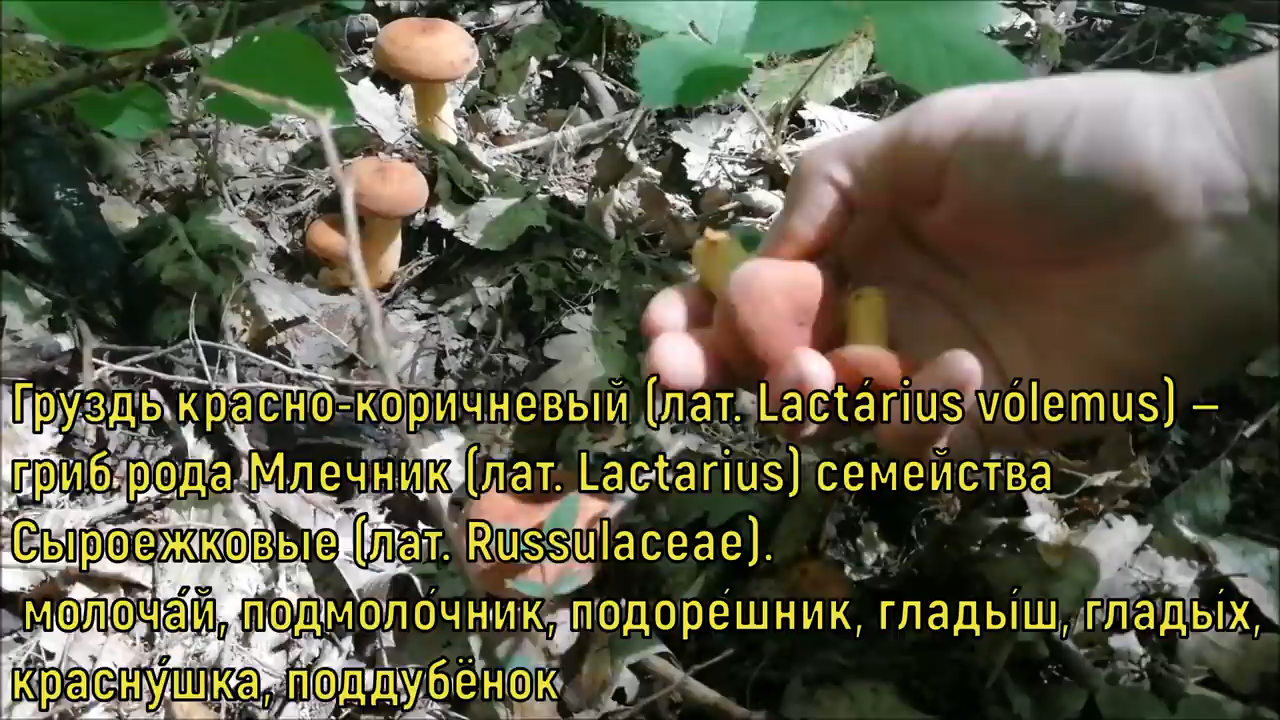 Груздь красно-коричневый (лат. Lactárius vólemus) –
гриб рода Млечник (лат. Lactarius) семейства
Сыроежковые (лат. Russulaceae).
молоча́й, подмоло́чник, подоре́шник, глады́ш, глады́х,
красну́шка, поддубёнок